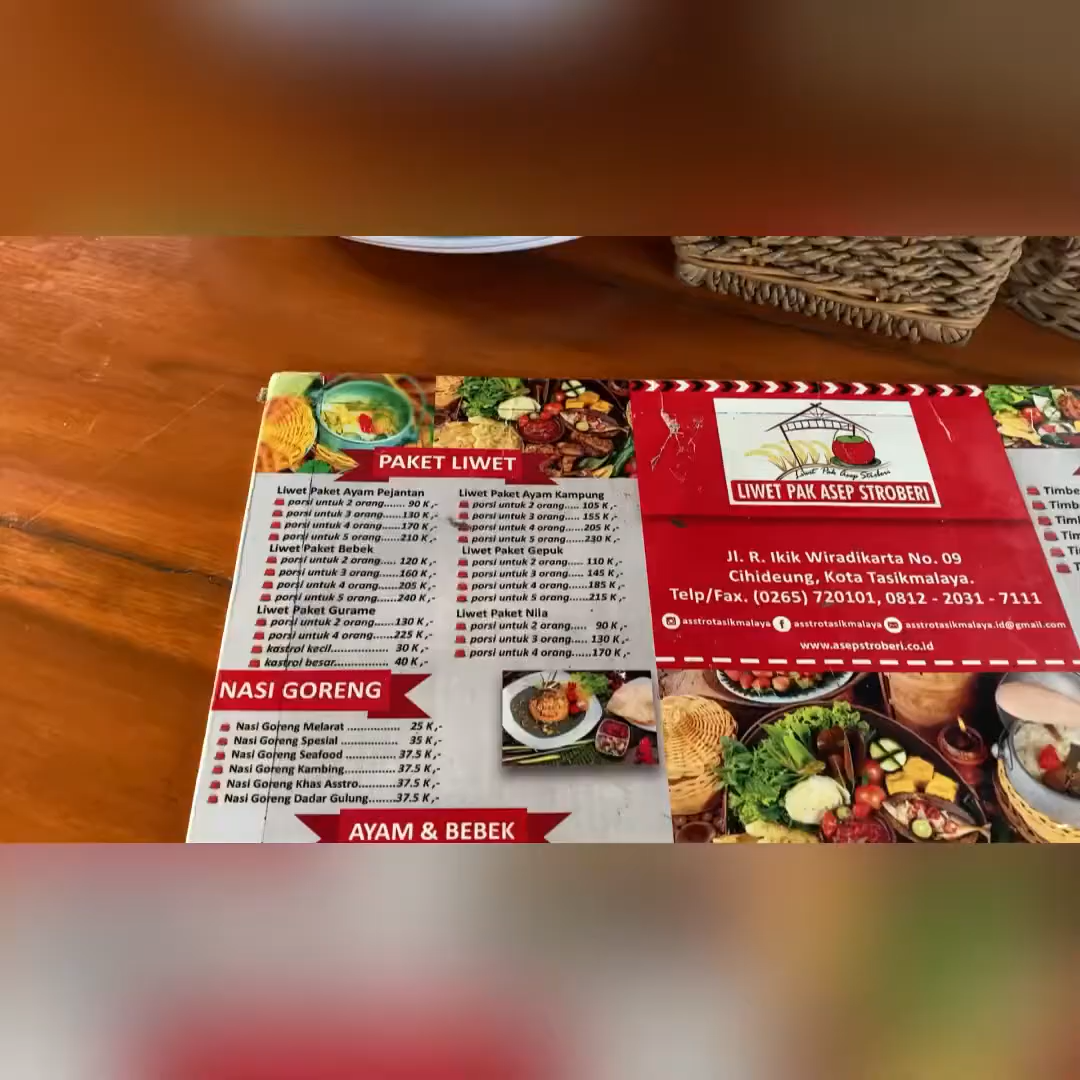 PAKET LIWET
Liwet Paket Ayam Pejantan
porsi untuk 2 orang....... 90 K,-
porsi untuk 3 orang......130 K,-
porsi untuk 4 orang......170 K,-
porsi untuk 5 orang......210 K,-
Liwet Paket Bebek
porsi untuk 2 orang..... 120 K,-
porsi untuk 3 orang......160 K,-
porsi untuk 4 orang......205 K,-
porsi untuk 5 orang......240 K,-
Liwet Paket Gurame
porsi untuk 2 orang......130 K,-
porsi untuk 4 orang......225 K,-
kastrol kecil............... 30 K,-
kastrol besar.............. 40 K,-
Liwet Paket Ayam Kampung
porsi untuk 2 orang..... 105 K,-
porsi untuk 3 orang..... 155 K,-
porsi untuk 4 orang......205 K,-
porsi untuk 5 orang......230 K,-
Liwet Paket Gepuk
porsi untuk 2 orang..... 110 K,-
porsi untuk 3 orang..... 145 K,-
porsi untuk 4 orang......185 K,-
porsi untuk 5 orang......215 K,-
Liwet Paket Nila
porsi untuk 2 orang..... 90 K,-
porsi untuk 3 orang..... 130 K,-
porsi untuk 4 orang.....170 K,-
NASI GORENG
Nasi Goreng Melarat ................ 25 K,-
Nasi Goreng Spesial ................. 35 K,-
Nasi Goreng Seafood ...............37.5 K,-
Nasi Goreng Kambing..............37.5 K,-
Nasi Goreng Khas Asstro..........37.5 K,-
Nasi Goreng Dadar Gulung.......37.5 K,-
AYAM & BEBEK
Liwet Pak Asep Stroberi
LIWET PAK ASEP STROBERI
Jl. R. Ikik Wiradikarta No. 09
Cihideung, Kota Tasikmalaya.
Telp/Fax. (0265) 720101, 0812 - 2031 - 7111
asstrotasikmalaya asstrotasikmalaya asstrotasikmalaya.id@gmail.com
www.asepstroberi.co.id